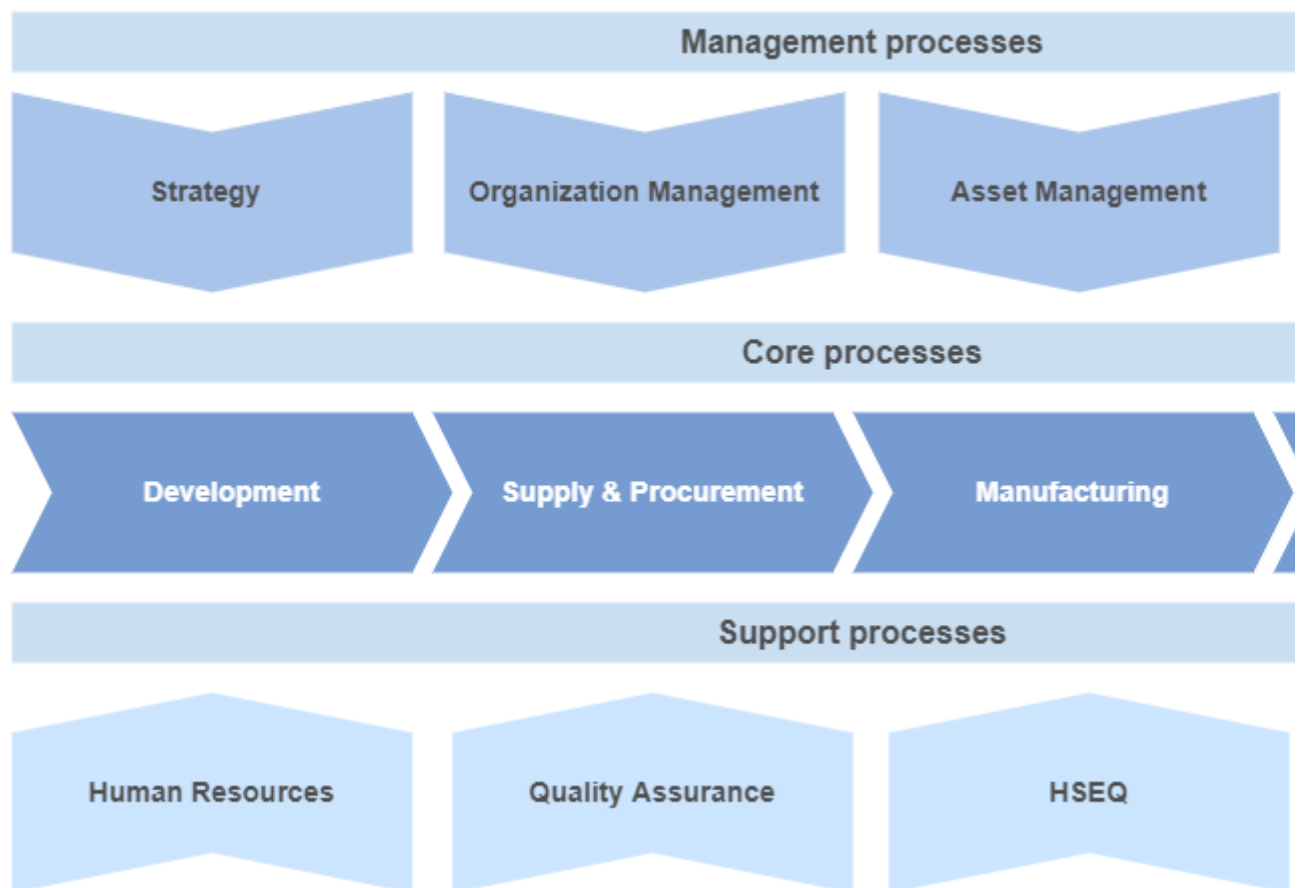 Management processes
Strategy
Organization Management
Asset Management
Core processes
Development
Supply & Procurement
Manufacturing
Support processes
Human Resources
Quality Assurance
HSEQ